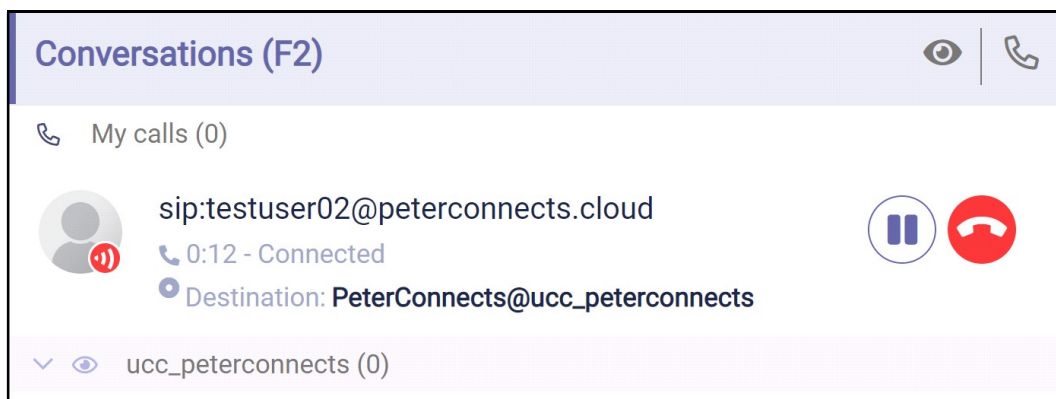 Conversations (F2)
My calls (0)
sip:testuser02@peterconnects.cloud
0:12 - Connected
Destination: PeterConnects@ucc_peterconnects
ucc_peterconnects (0)